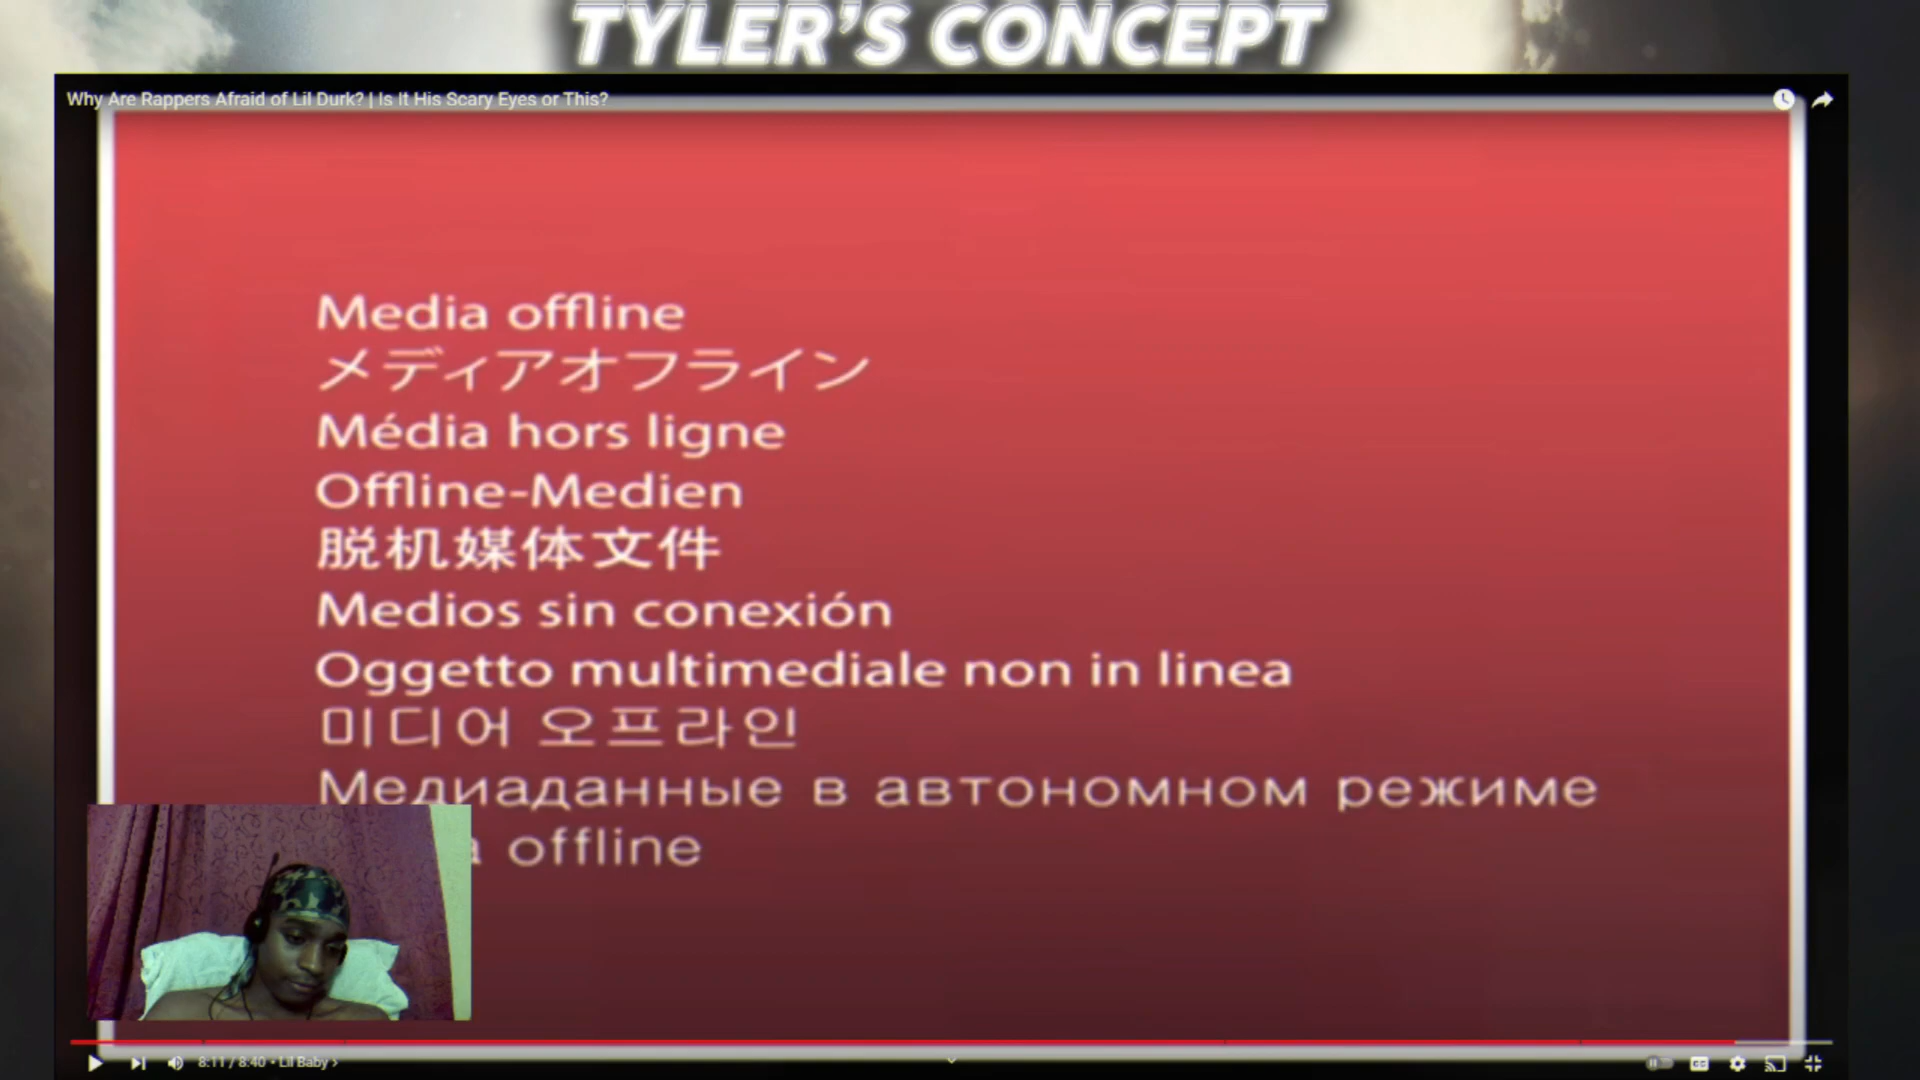 TYLER'S CONCEPT
Why Are Rappers Afraid of Lil Durk? | Is It His Scary Eyes or This?
Media offline
メディアオフライン
Média hors ligne
Offline-Medien
脱机媒体文件
Medios sin conexión
Oggetto multimediale non in linea
미디어 오프라인
Медиаданные в автономном режиме
offline
8:11 / 8:40 • Lil Baby ›